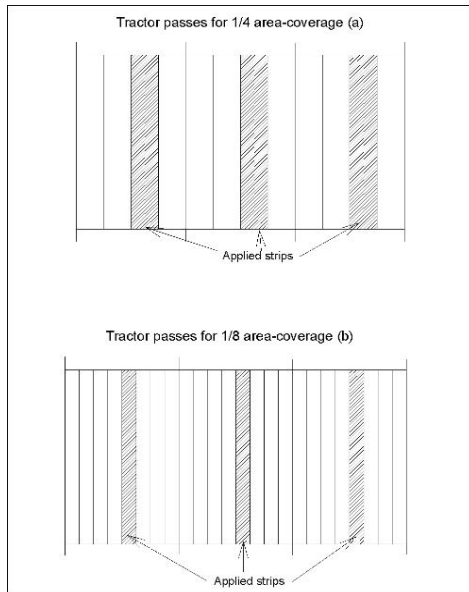 Tractor passes for 1/4 area-coverage (a)
Applied strips
Tractor passes for 1/8 area-coverage (b)
Applied strips